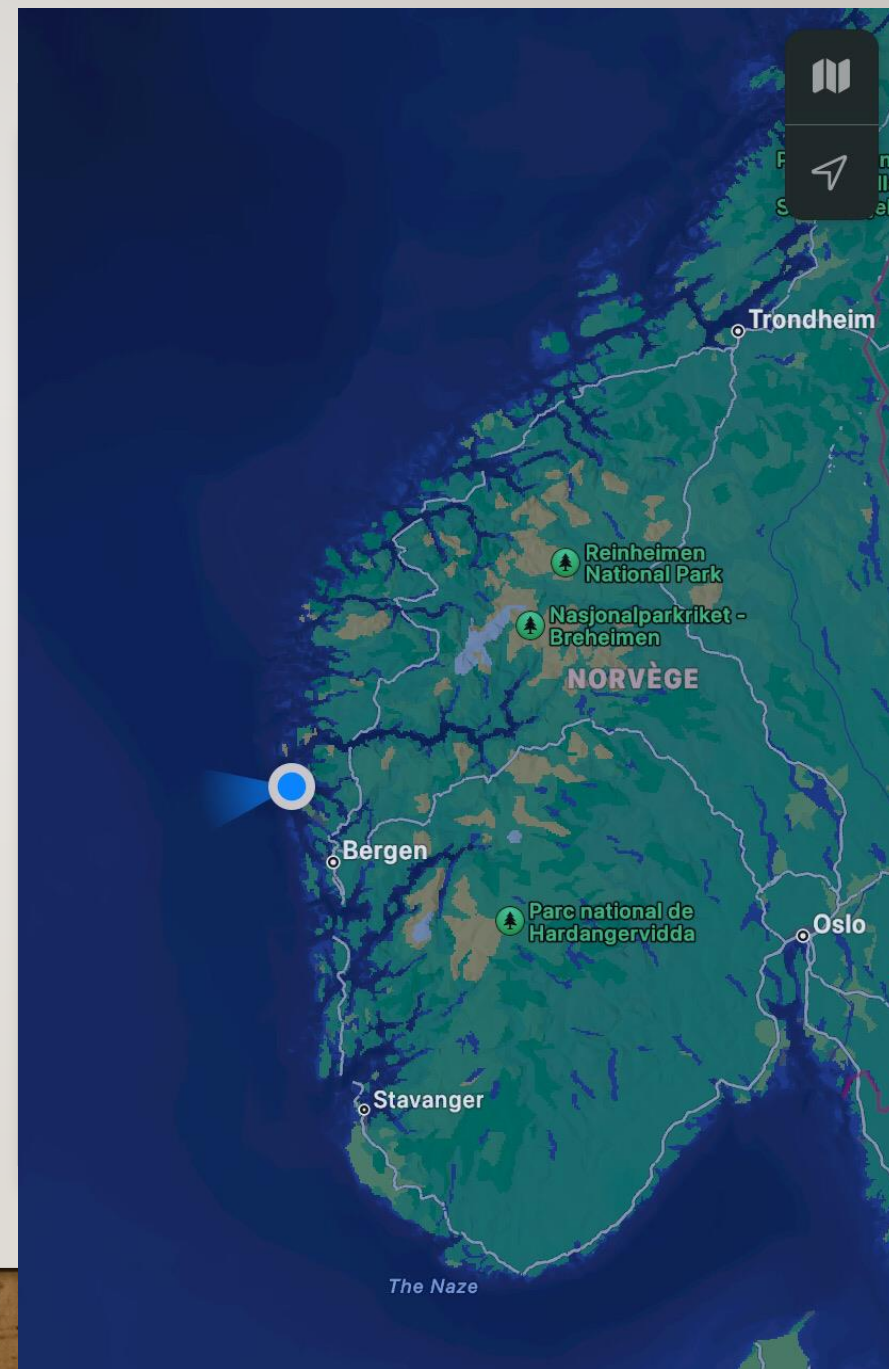 Trondheim
Reinheimen
National Park
Nasjonalparkriket -
Breheimen
NORVÈGE
Bergen
Parc national de
Hardangervidda
Oslo
Stavanger
The Naze